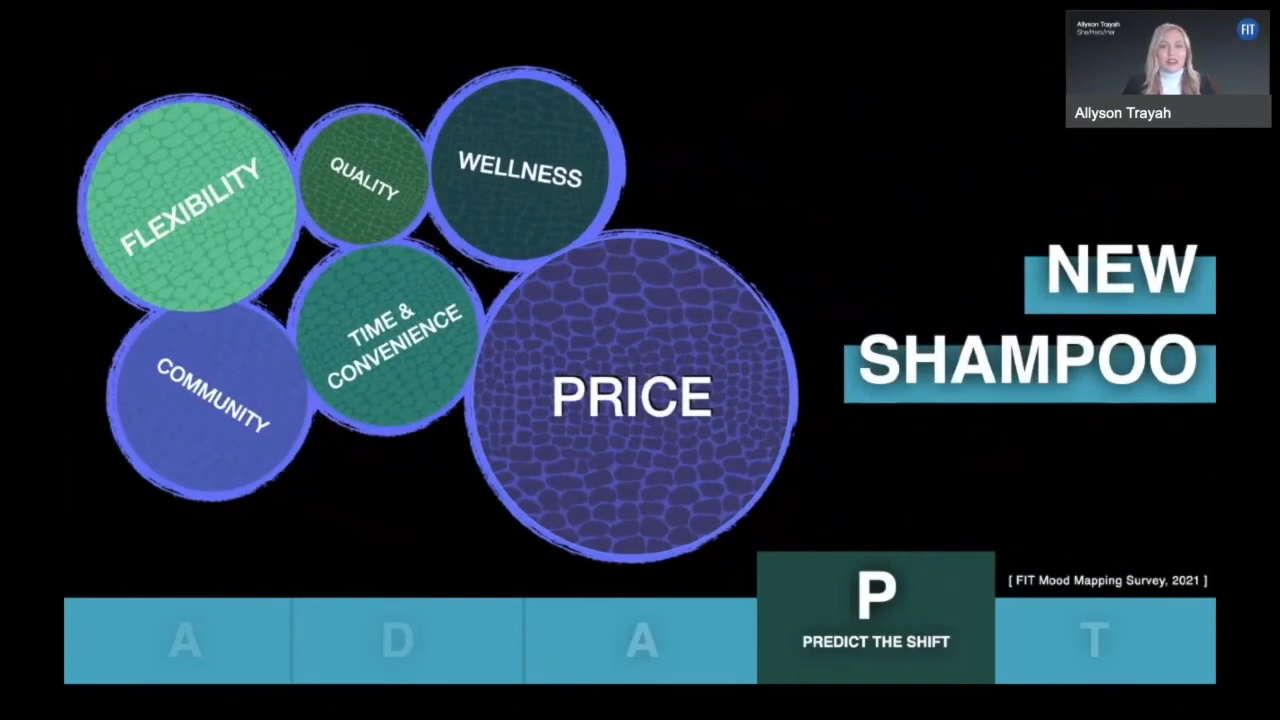 Allyson Trayah
She/Hers/Her
FIT
Allyson Trayah
FLEXIBILITY
QUALITY
WELLNESS
TIME &
CONVENIENCE
COMMUNITY
PRICE
NEW
SHAMPOO
[ FIT Mood Mapping Survey, 2021 ]
A
D
A
P
PREDICT THE SHIFT
T